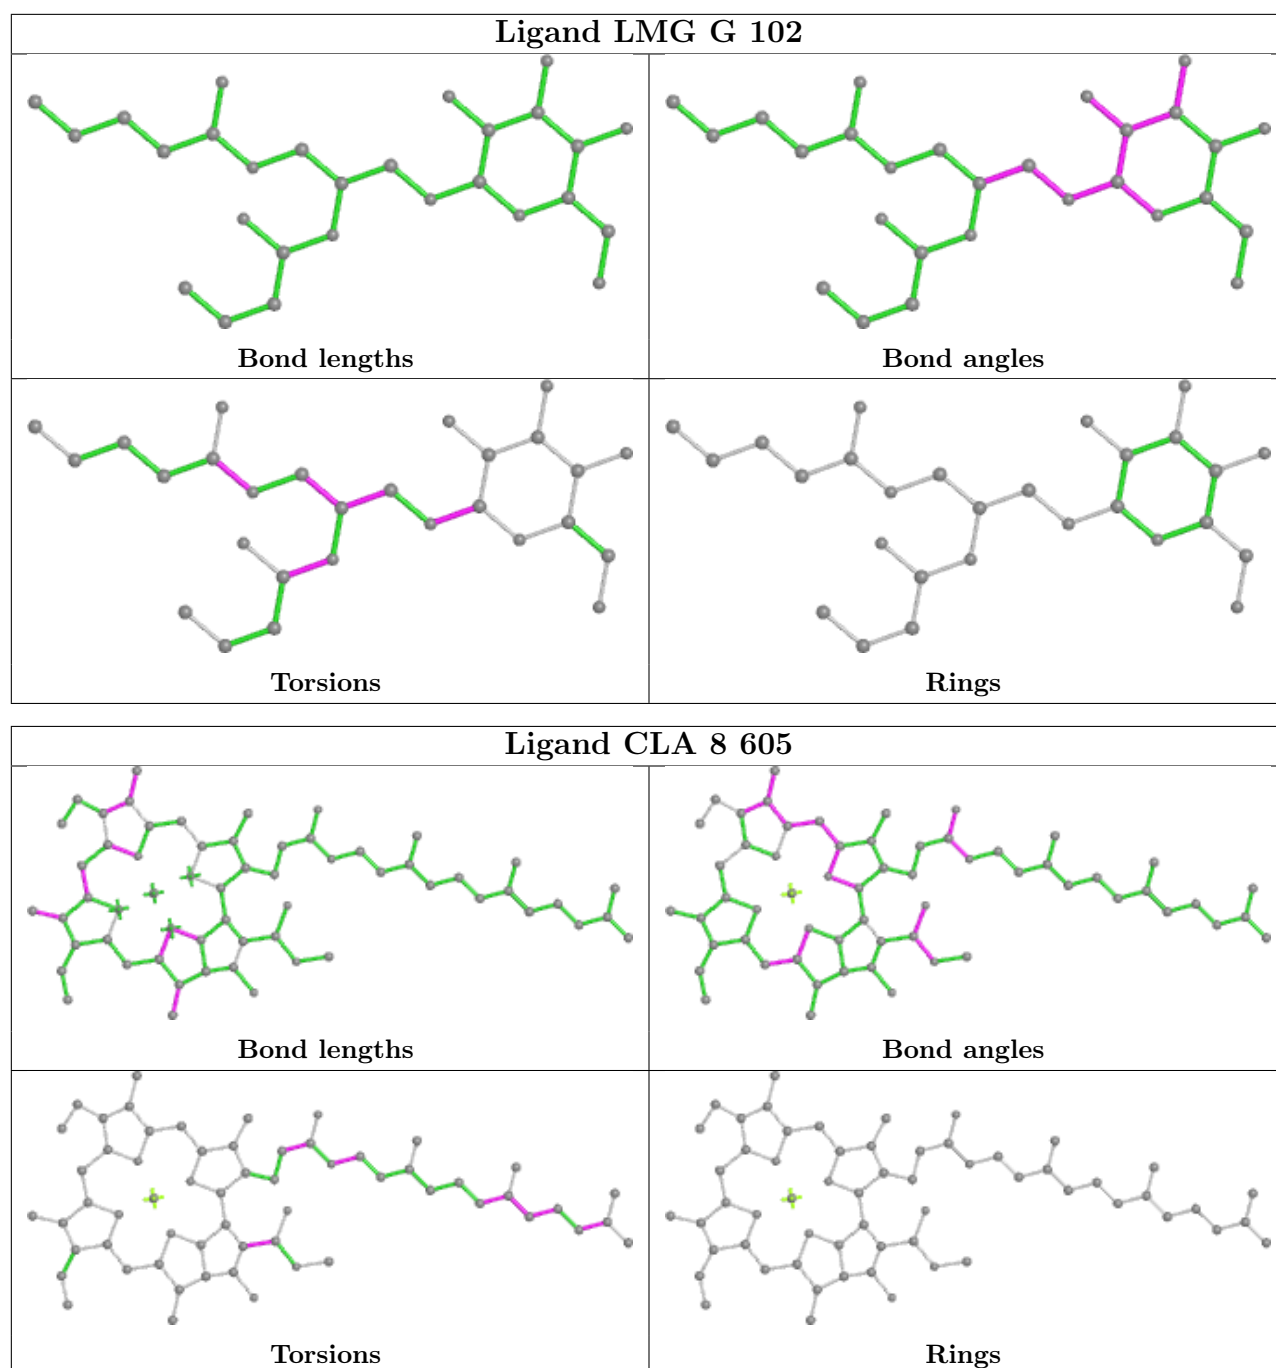 Ligand LMG G 102
Bond lengths
Bond angles
Torsions
Rings
Ligand CLA 8 605
Bond lengths
Bond angles
Torsions
Rings